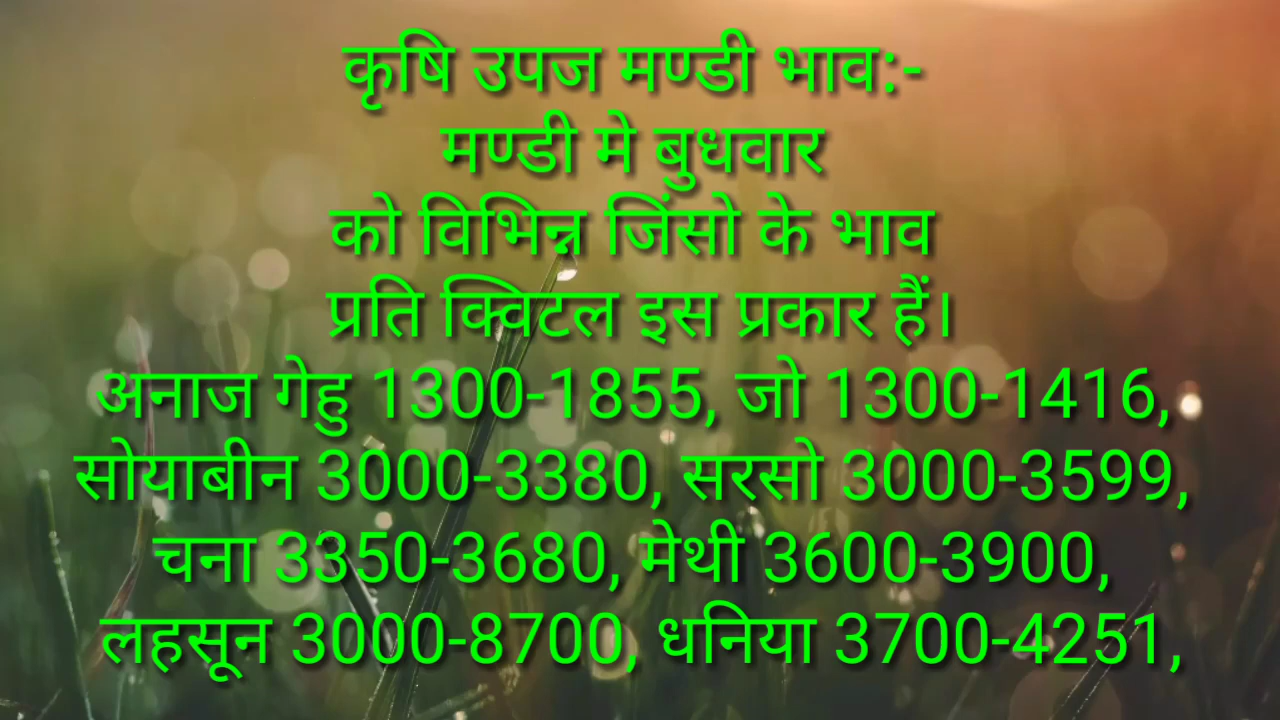 कृषि उपज मण्डी भाव:-
मण्डी मे बुधवार
को विभिन्न जिंसो के भाव
प्रति क्विटल इस प्रकार हैं।
अनाज गेहु 1300-1855, जो 1300-1416,
सोयाबीन 3000-3380, सरसो 3000-3599,
चना 3350-3680, मेथी 3600-3900,
लहसून 3000-8700, धनिया 3700-4251,